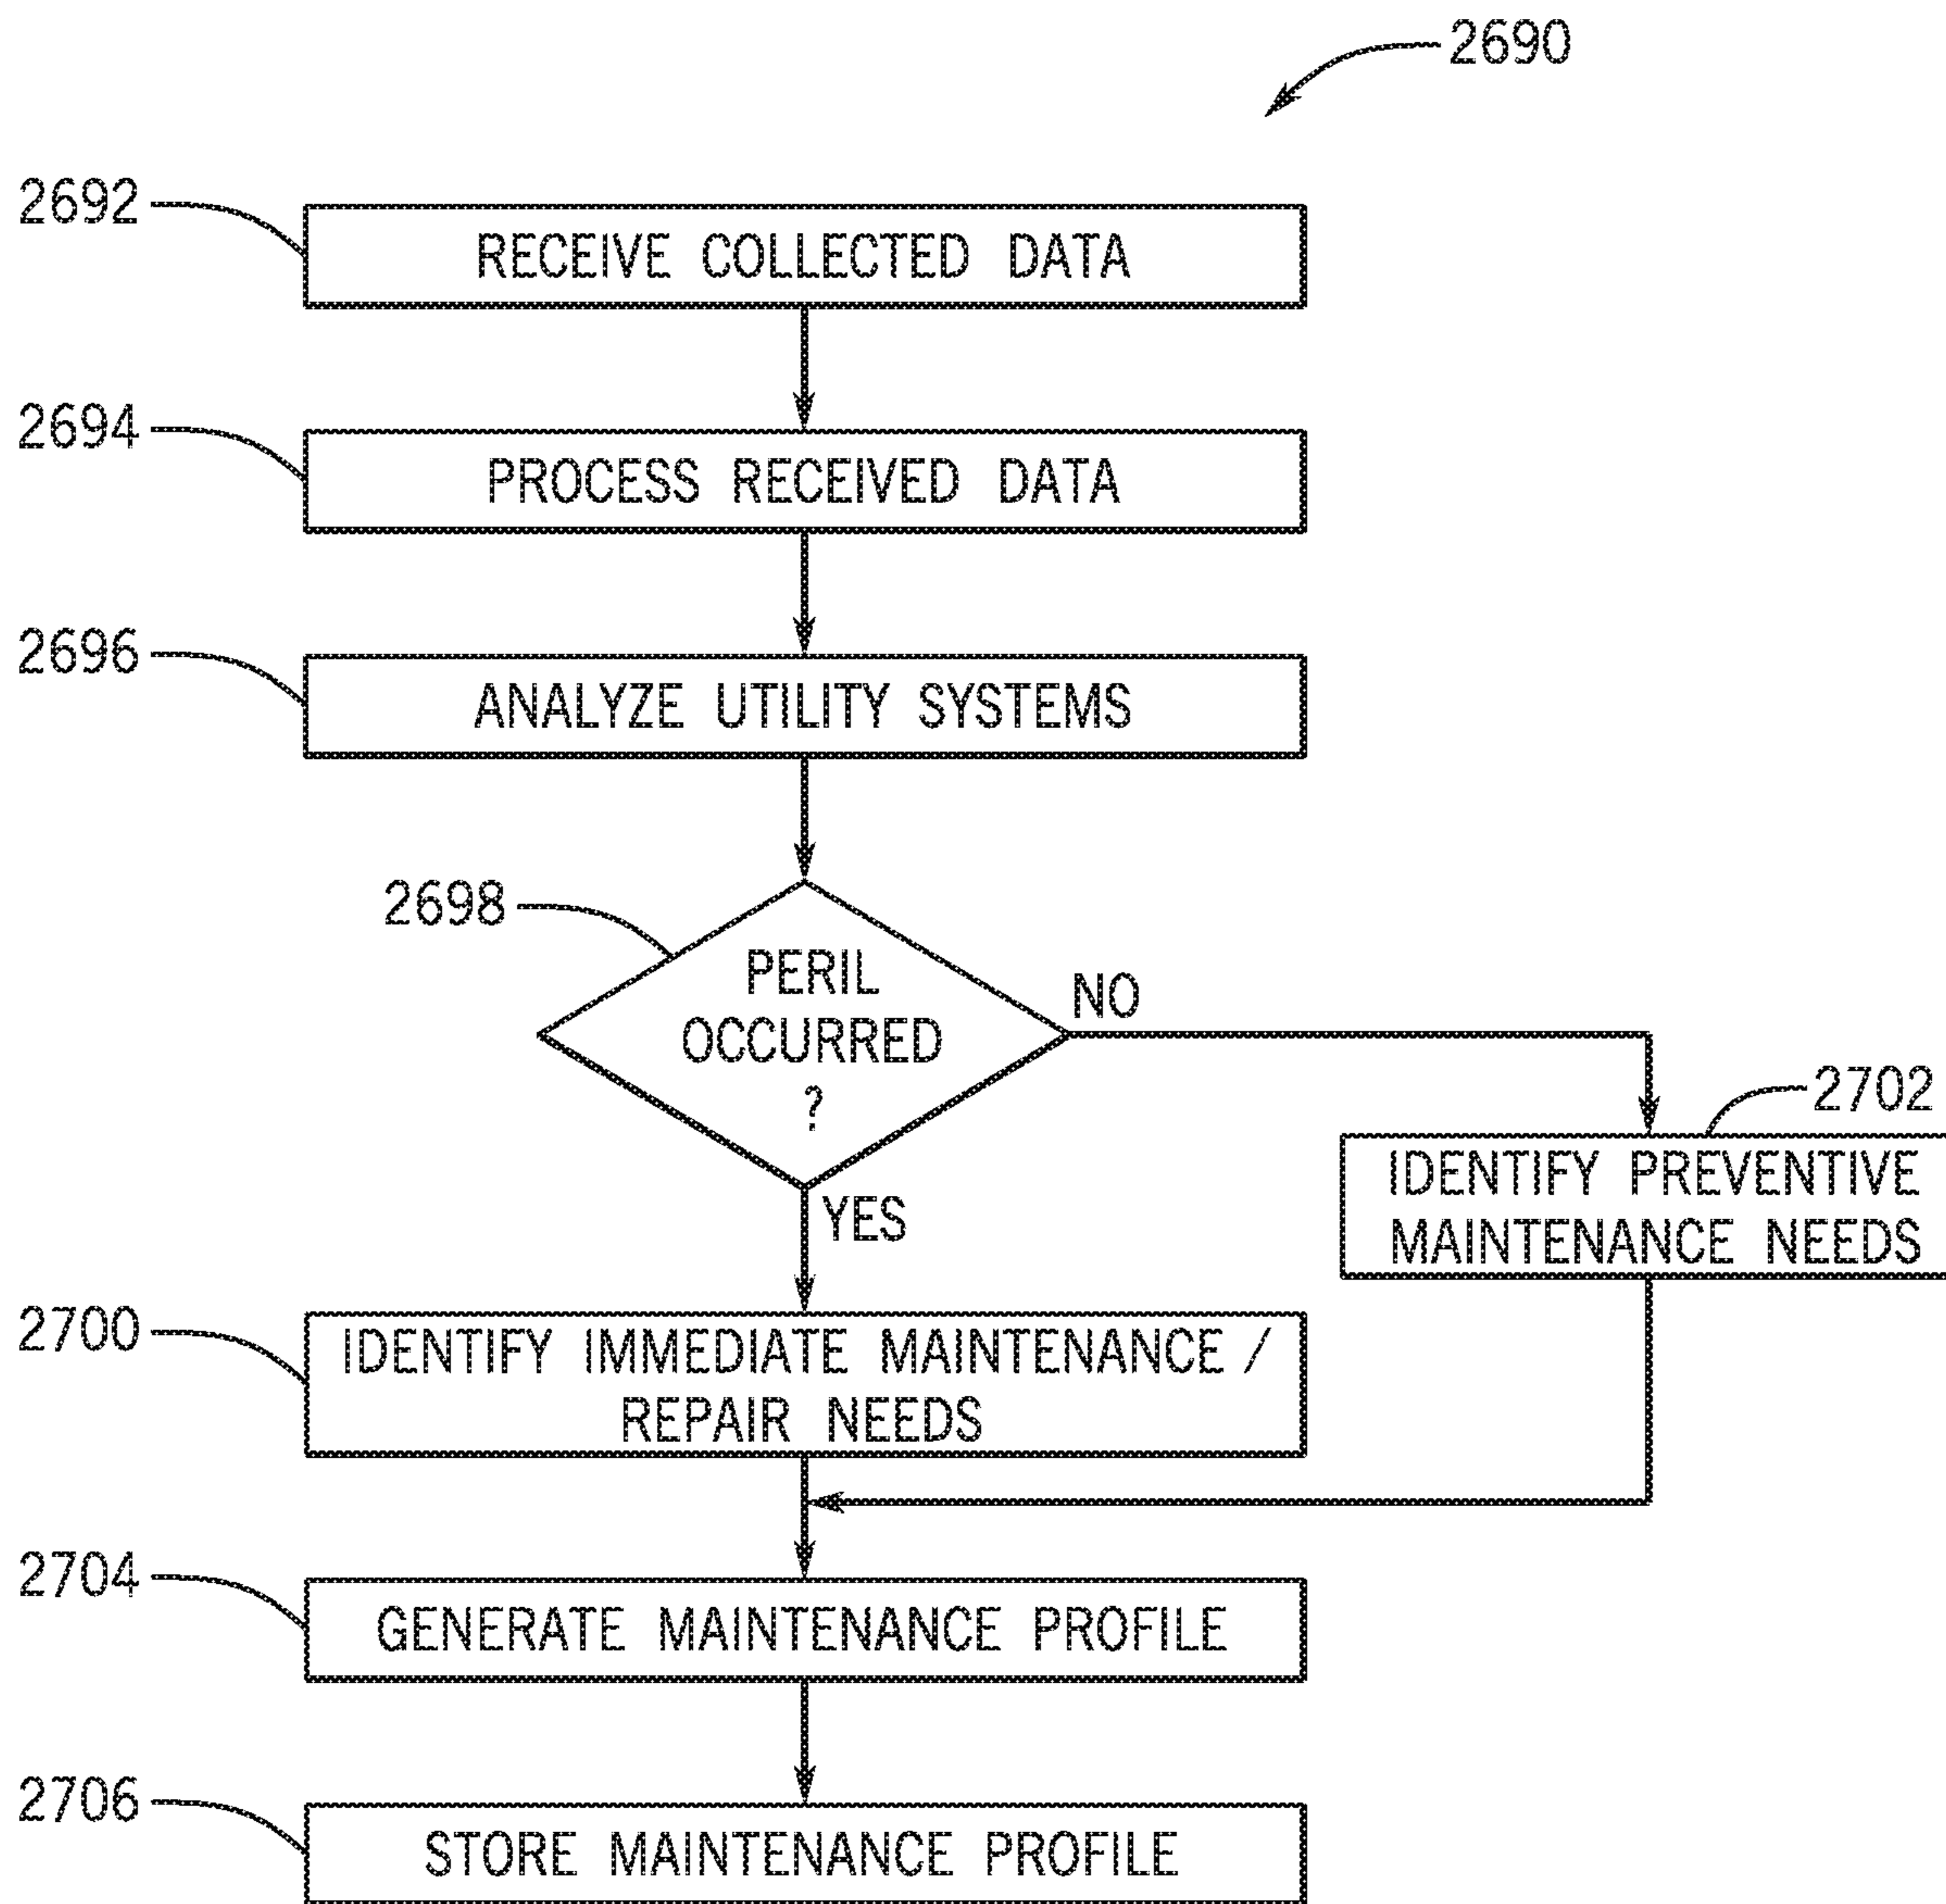 2690
2692
RECEIVE COLLECTED DATA
2694
PROCESS RECEIVED DATA
2696
ANALYZE UTILITY SYSTEMS
2698
PERIL
OCCURRED
?
NO
YES
2702
IDENTIFY PREVENTIVE
MAINTENANCE NEEDS
2700
IDENTIFY IMMEDIATE MAINTENANCE /
REPAIR NEEDS
2704
GENERATE MAINTENANCE PROFILE
2706
STORE MAINTENANCE PROFILE